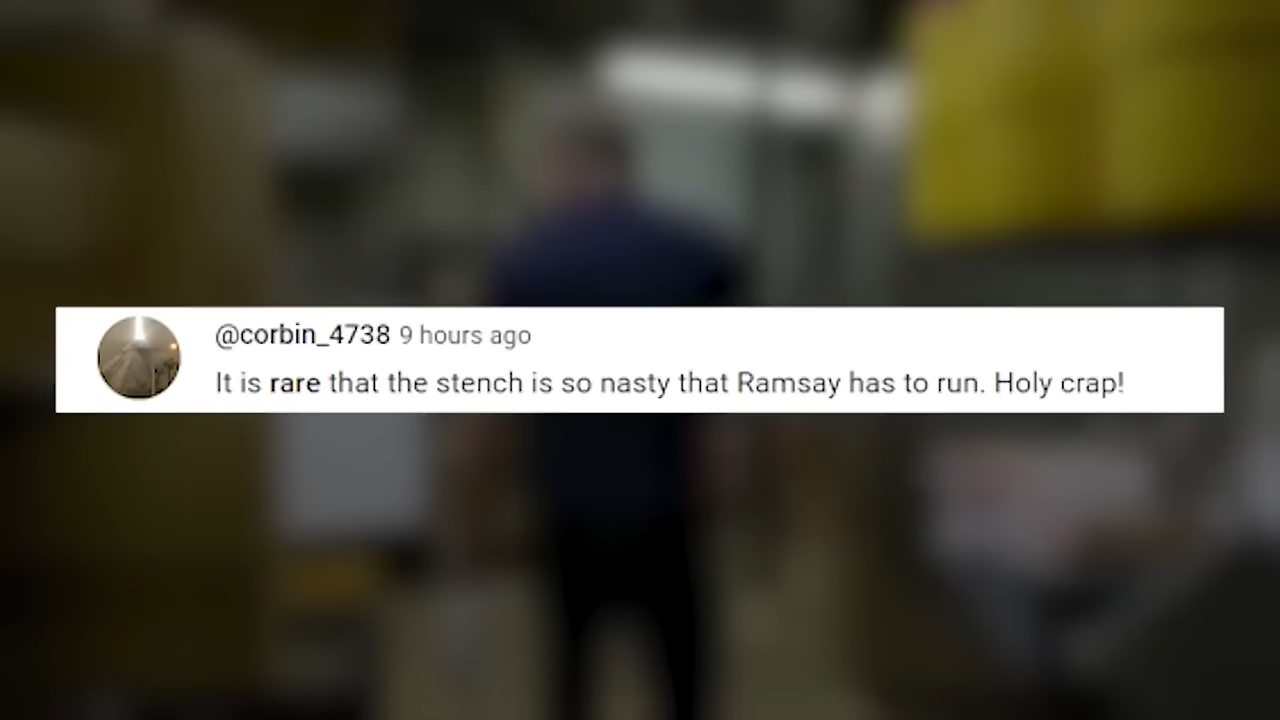 @corbin_4738 9 hours ago
It is rare that the stench is so nasty that Ramsay has to run. Holy crap!